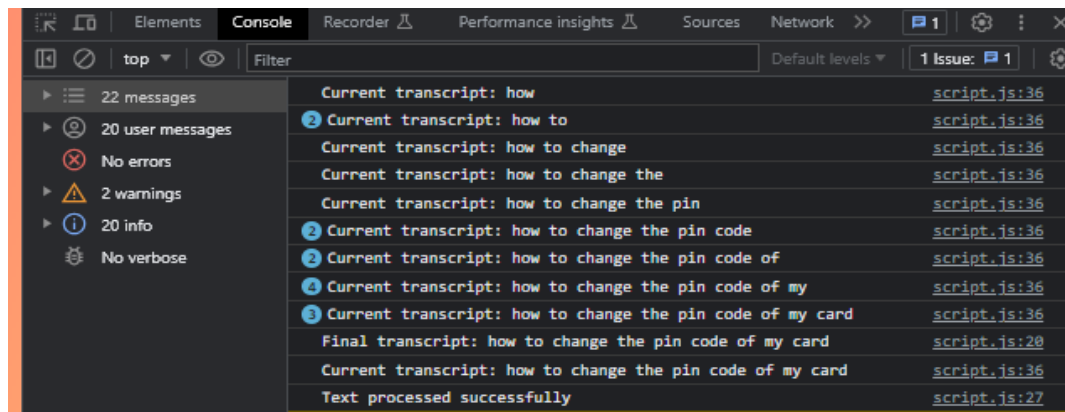 Elements Console Recorder Performance insights Sources Network >> 1
top Filter Default levels 1 Issue: 1
22 messages
20 user messages
No errors
2 warnings
20 info
No verbose
Current transcript: how script.js:36
2 Current transcript: how to script.js:36
Current transcript: how to change script.js:36
Current transcript: how to change the script.js:36
Current transcript: how to change the pin script.js:36
2 Current transcript: how to change the pin code script.js:36
2 Current transcript: how to change the pin code of script.js:36
4 Current transcript: how to change the pin code of my script.js:36
3 Current transcript: how to change the pin code of my card script.js:36
Final transcript: how to change the pin code of my card script.js:20
Current transcript: how to change the pin code of my card script.js:36
Text processed successfully script.js:27